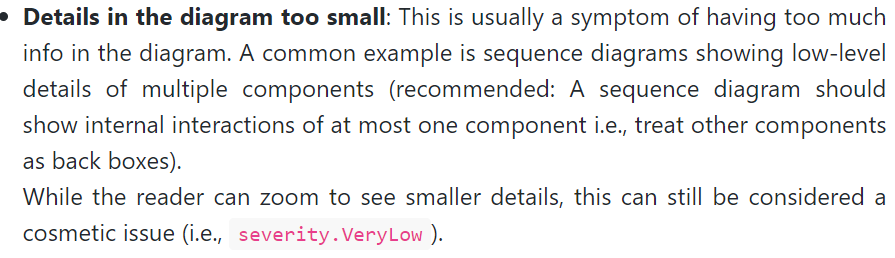 • Details in the diagram too small: This is usually a symptom of having too much
info in the diagram. A common example is sequence diagrams showing low-level
details of multiple components (recommended: A sequence diagram should
show internal interactions of at most one component i.e., treat other components
as back boxes).
While the reader can zoom to see smaller details, this can still be considered a
cosmetic issue (i.e., severity.VeryLow ).